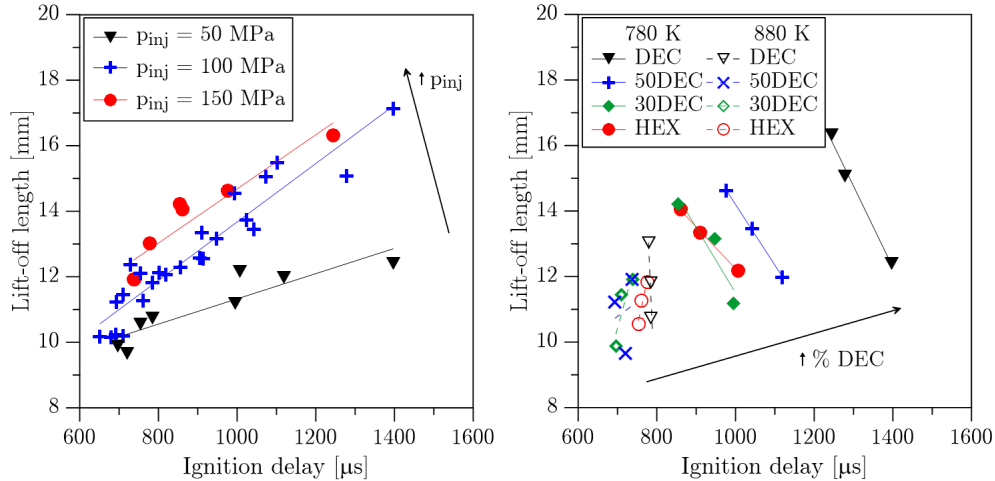 20
18
16
14
12
10
8
Lift-off length [mm]
p_inj = 50 MPa
p_inj = 100 MPa
p_inj = 150 MPa
↑ p_inj
600 800 1000 1200 1400 1600
Ignition delay [μs]
20
18
16
14
12
10
8
Lift-off length [mm]
780 K 880 K
DEC DEC
50DEC 50DEC
30DEC 30DEC
HEX HEX
↑ % DEC
600 800 1000 1200 1400 1600
Ignition delay [μs]